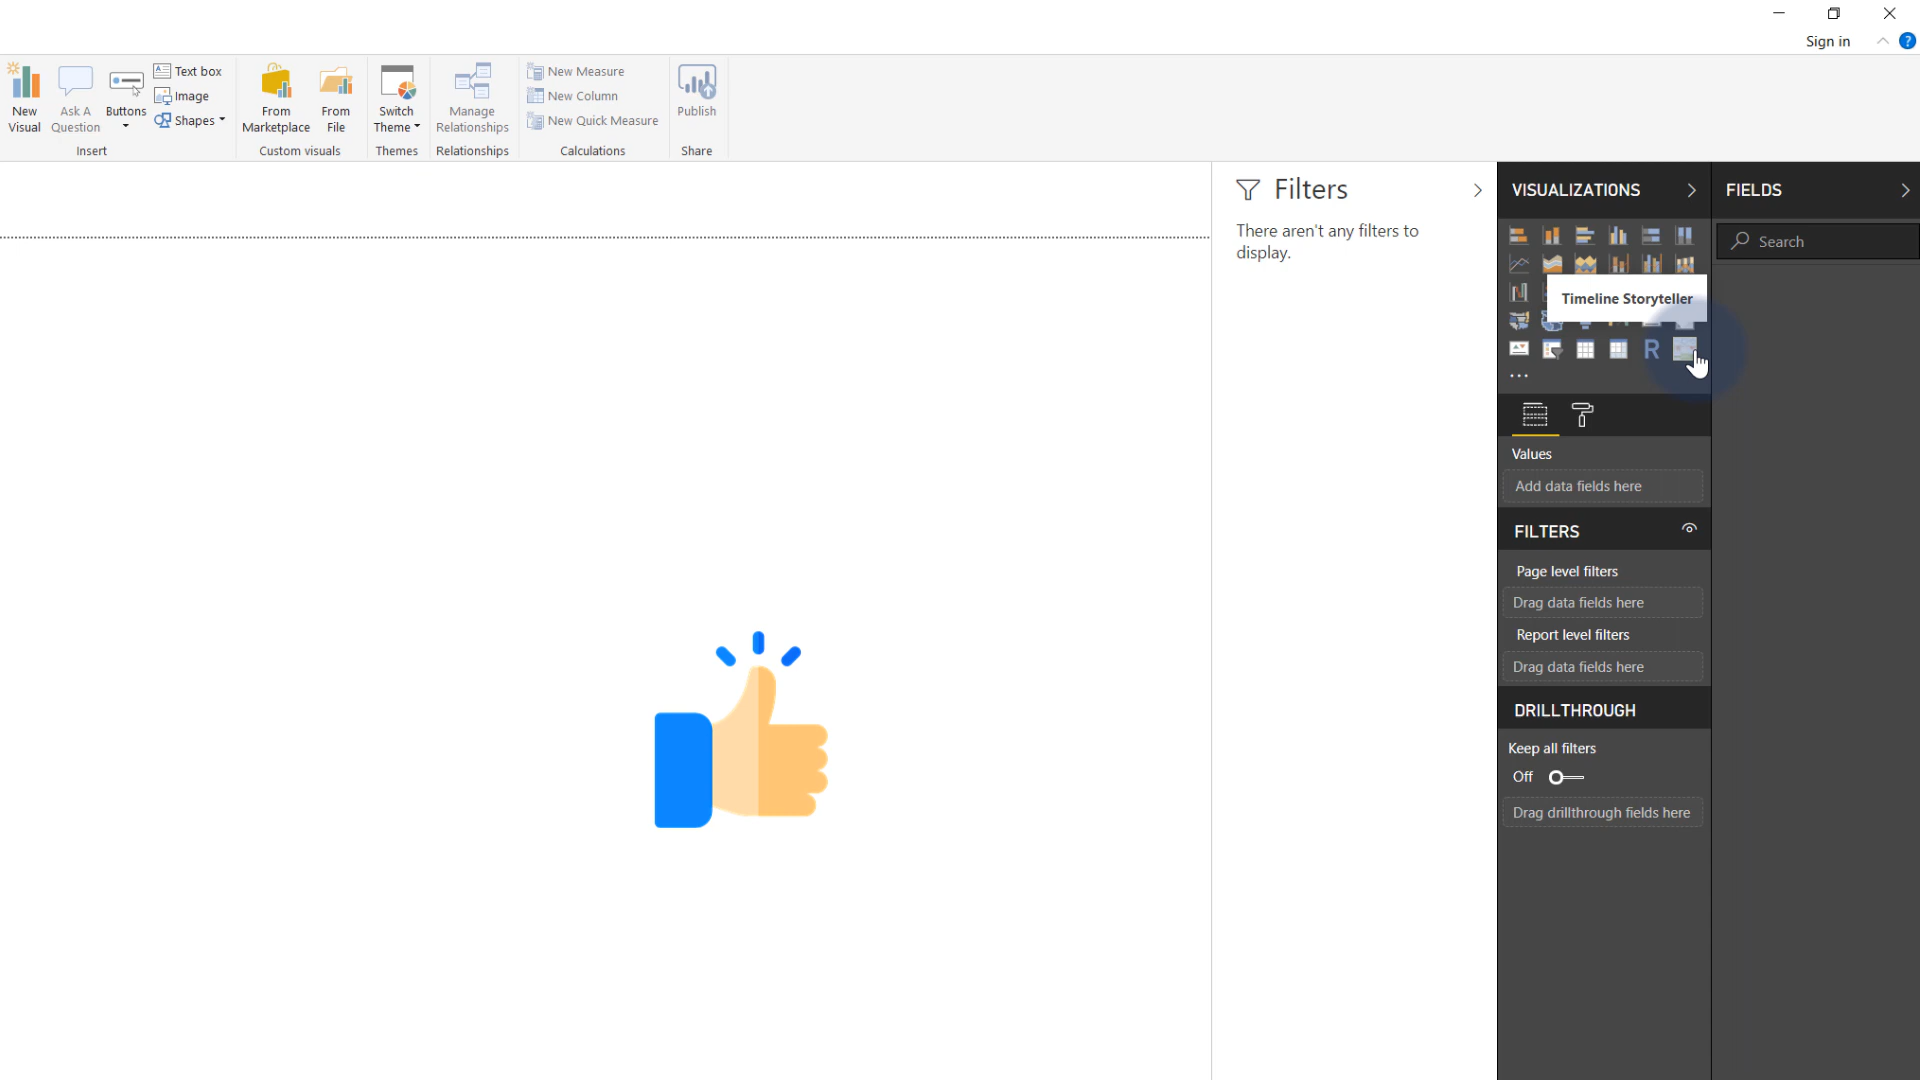 Sign in
?
New Visual
Ask A Question
Buttons
Text box
Image
Shapes
Insert
From Marketplace
From File
Custom visuals
Switch Theme
Themes
Manage Relationships
Relationships
New Measure
New Column
New Quick Measure
Calculations
Publish
Share
Filters
There aren't any filters to
display.
VISUALIZATIONS
Timeline Storyteller
R
Values
Add data fields here
FILTERS
Page level filters
Drag data fields here
Report level filters
Drag data fields here
DRILLTHROUGH
Keep all filters
Off
Drag drillthrough fields here
FIELDS
Search